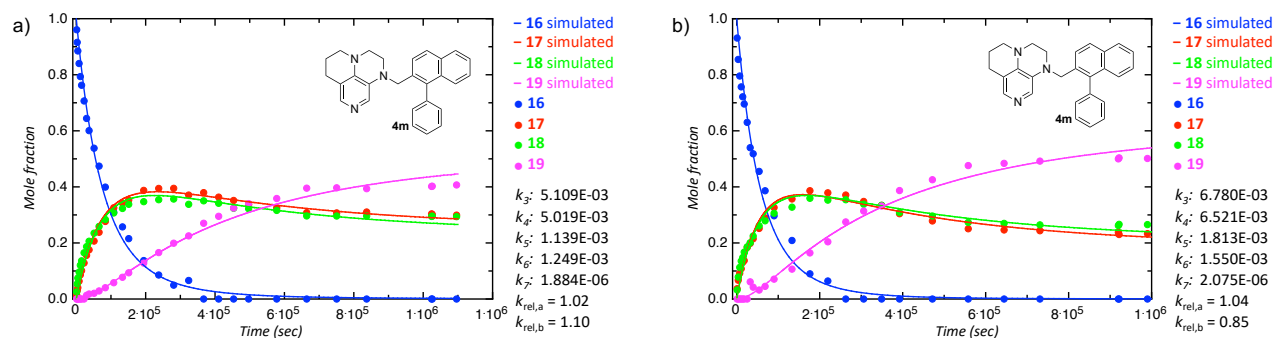 a)
1.0
0.8
0.6
0.4
0.2
0.0
Mole fraction
0
2·10⁵
4·10⁵
6·10⁵
8·10⁵
1·10⁶
1·10⁶
Time (sec)
N
N
N
4m
– 16 simulated
– 17 simulated
– 18 simulated
– 19 simulated
16
17
18
19
k₃: 5.109E-03
k₄: 5.019E-03
k₅: 1.139E-03
k₆: 1.249E-03
k₇: 1.884E-06
k_rel,a = 1.02
k_rel,b = 1.10
b)
1.0
0.8
0.6
0.4
0.2
0.0
Mole fraction
0
2·10⁵
4·10⁵
6·10⁵
8·10⁵
1·10⁶
Time (sec)
N
N
N
4m
– 16 simulated
– 17 simulated
– 18 simulated
– 19 simulated
16
17
18
19
k₃: 6.780E-03
k₄: 6.521E-03
k₅: 1.813E-03
k₆: 1.550E-03
k₇: 2.075E-06
k_rel,a = 1.04
k_rel,b = 0.85